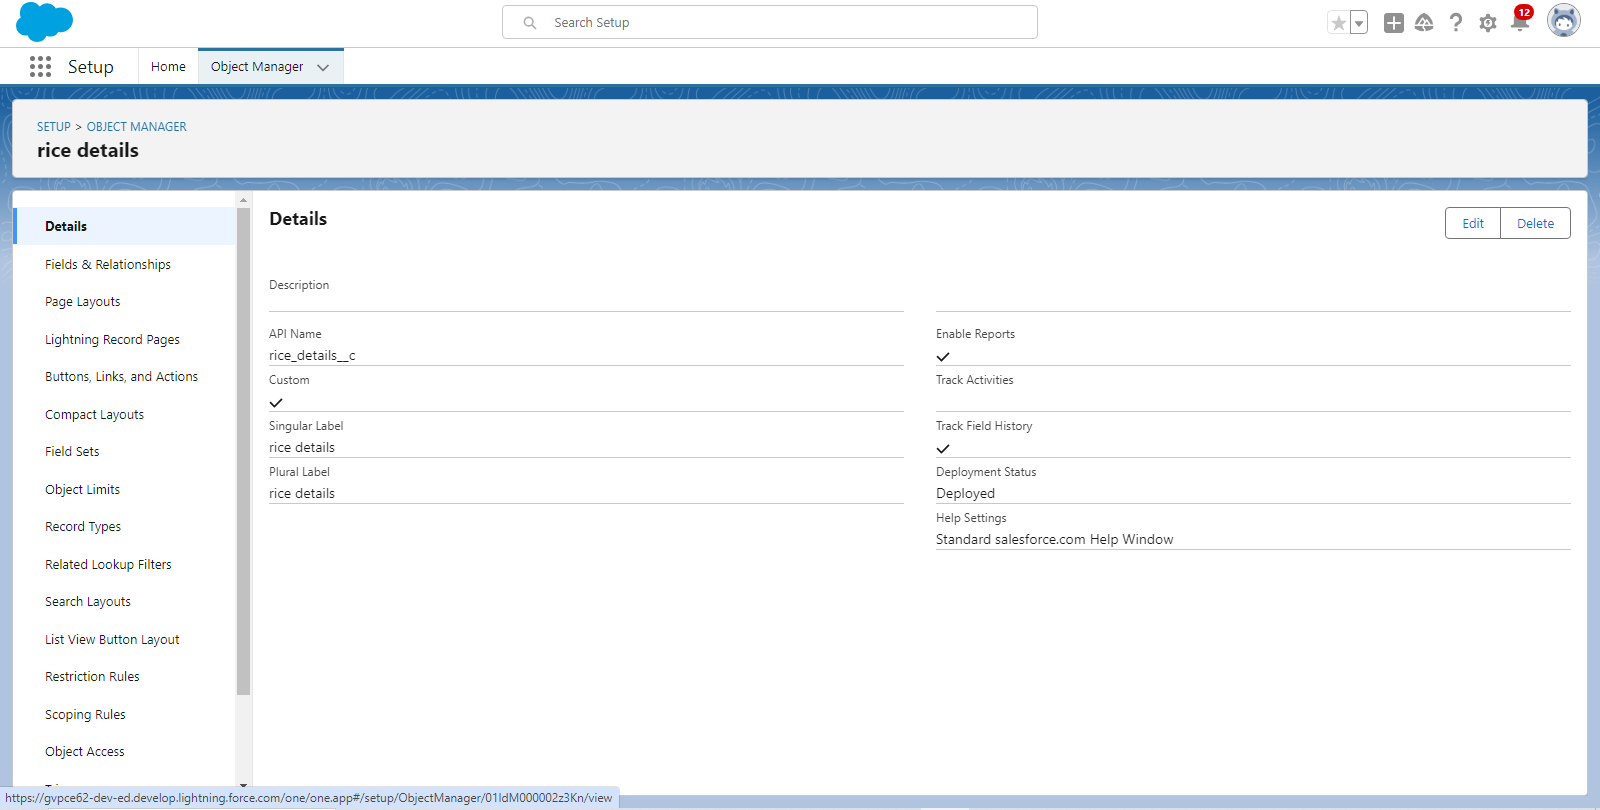 Search Setup
12
Setup
Home
Object Manager
SETUP > OBJECT MANAGER
rice details
Details
Fields & Relationships
Page Layouts
Lightning Record Pages
Buttons, Links, and Actions
Compact Layouts
Field Sets
Object Limits
Record Types
Related Lookup Filters
Search Layouts
List View Button Layout
Restriction Rules
Scoping Rules
Object Access
Details
Edit
Delete
Description
API Name
rice_details__c
Custom
Singular Label
rice details
Plural Label
rice details
Enable Reports
Track Activities
Track Field History
Deployment Status
Deployed
Help Settings
Standard salesforce.com Help Window
https://gvpce62-dev-ed.develop.lightning.force.com/one/one.app#/setup/ObjectManager/01IdM000002z3Kn/view